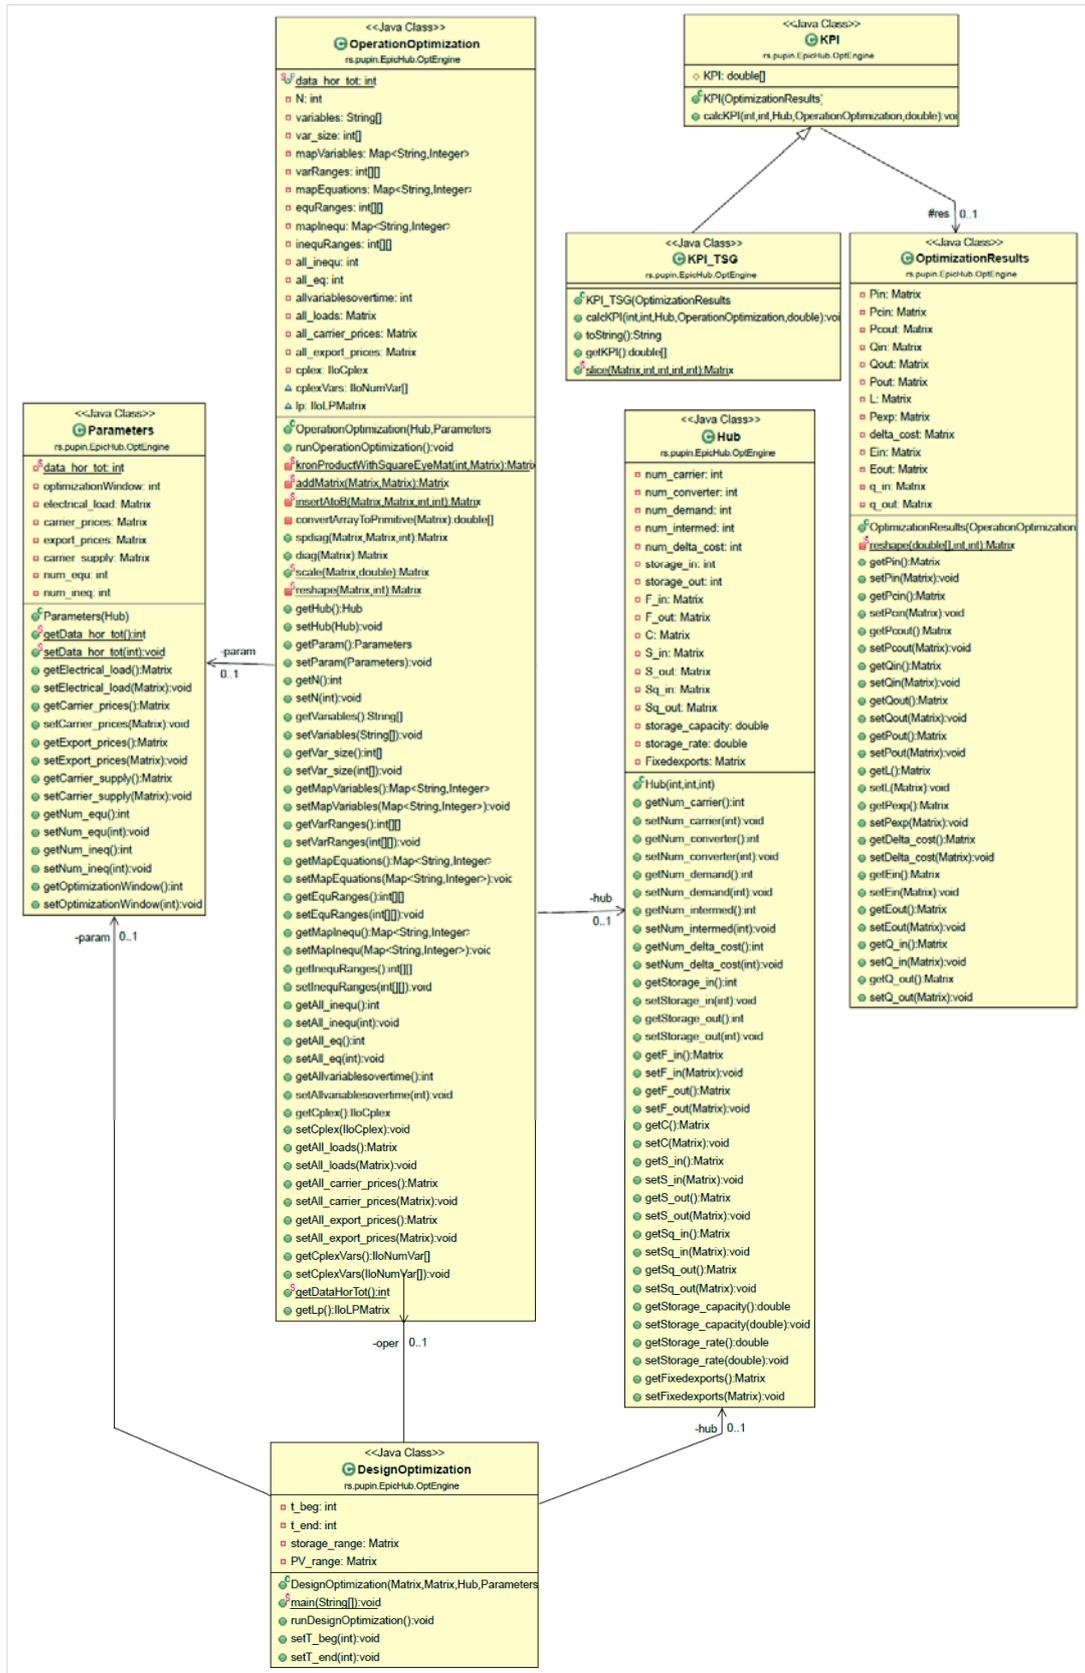 <<Java Class>>
OperationOptimization
rs.pupin.EpicHub.OptEngine
data_hor_tot: int
N: int
variables: String[]
var_size: int[]
mapVariables: Map<String,Integer>
varRanges: int[][]
mapEquations: Map<String,Integer>
equRanges: int[][]
mapInequ: Map<String,Integer>
inequRanges: int[][]
all_inequ: int
all_eq: int
allvariablesovertime: int
all_loads: Matrix
all_carrier_prices: Matrix
all_export_prices: Matrix
cplex: IloCplex
cplexVars: IloNumVar[]
lp: IloLPMatrix
OperationOptimization(Hub,Parameters
runOperationOptimization():void
kronProductWithSquareEyeMat(int,Matrix):Matrix
addMatrix(Matrix,Matrix):Matrix
insertAtoB(Matrix,Matrix,int,int):Matrix
convertArrayToPrimitive(Matrix):double[]
spdiag(Matrix,Matrix,int):Matrix
diag(Matrix):Matrix
scale(Matrix,double):Matrix
reshape(Matrix,int):Matrix
getHub():Hub
setHub(Hub):void
getParam():Parameters
setParam(Parameters):void
getN():int
setN(int):void
getVariables():String[]
setVariables(String[]):void
getVar_size():int[]
setVar_size(int[]):void
getMapVariables():Map<String,Integer>
setMapVariables(Map<String,Integer>):void
getVarRanges():int[][]
setVarRanges(int[][]):void
getMapEquations():Map<String,Integer>
setMapEquations(Map<String,Integer>):void
getEquRanges():int[][]
setEquRanges(int[][]):void
getMapInequ():Map<String,Integer>
setMapInequ(Map<String,Integer>):void
getInequRanges():int[][]
setInequRanges(int[][]):void
getAll_inequ():int
setAll_inequ(int):void
getAll_eq():int
setAll_eq(int):void
getAllvariablesovertime():int
setAllvariablesovertime(int):void
getCplex():IloCplex
setCplex(IloCplex):void
getAll_loads():Matrix
setAll_loads(Matrix):void
getAll_carrier_prices():Matrix
setAll_carrier_prices(Matrix):void
getAll_export_prices():Matrix
setAll_export_prices(Matrix):void
getCplexVars():IloNumVar[]
setCplexVars(IloNumVar[]):void
getDataHorTot():int
getLp():IloLPMatrix
<<Java Class>>
KPI
rs.pupin.EpicHub.OptEngine
KPI: double[]
KPI(OptimizationResults)
calcKPI(int,int,Hub,OperationOptimization,double):voi
#res 0..1
<<Java Class>>
KPI_TSG
rs.pupin.EpicHub.OptEngine
KPI_TSG(OptimizationResults
calcKPI(int,int,Hub,OperationOptimization,double):voi
toString():String
getKPI():double[]
slice(Matrix,int,int,int,int):Matrix
<<Java Class>>
OptimizationResults
rs.pupin.EpicHub.OptEngine
Pin: Matrix
Pcin: Matrix
Pcout: Matrix
Qin: Matrix
Qout: Matrix
Pout: Matrix
L: Matrix
Pexp: Matrix
delta_cost: Matrix
Ein: Matrix
Eout: Matrix
q_in: Matrix
q_out: Matrix
OptimizationResults(OperationOptimization
reshape(double[],int,int):Matrix
getPin():Matrix
setPin(Matrix):void
getPcin():Matrix
setPcin(Matrix):void
getPcout():Matrix
setPcout(Matrix):void
getQin():Matrix
setQin(Matrix):void
getQout():Matrix
setQout(Matrix):void
getPout():Matrix
setPout(Matrix):void
getL():Matrix
setL(Matrix):void
getPexp():Matrix
setPexp(Matrix):void
getDelta_cost():Matrix
setDelta_cost(Matrix):void
getEin():Matrix
setEin(Matrix):void
getEout():Matrix
setEout(Matrix):void
getQ_in():Matrix
setQ_in(Matrix):void
getQ_out():Matrix
setQ_out(Matrix):void
<<Java Class>>
Parameters
rs.pupin.EpicHub.OptEngine
data_hor_tot: int
optimizationWindow: int
electrical_load: Matrix
carrier_prices: Matrix
export_prices: Matrix
carrier_supply: Matrix
num_equ: int
num_ineq: int
Parameters(Hub)
getData_hor_tot():int
setData_hor_tot(int):void
getElectrical_load():Matrix
setElectrical_load(Matrix):void
getCarrier_prices():Matrix
setCarrier_prices(Matrix):void
getExport_prices():Matrix
setExport_prices(Matrix):void
getCarrier_supply():Matrix
setCarrier_supply(Matrix):void
getNum_equ():int
setNum_equ(int):void
getNum_ineq():int
setNum_ineq(int):void
getOptimizationWindow():int
setOptimizationWindow(int):void
-param
0..1
-param 0..1
<<Java Class>>
Hub
rs.pupin.EpicHub.OptEngine
num_carrier: int
num_converter: int
num_demand: int
num_intermed: int
num_delta_cost: int
storage_in: int
storage_out: int
F_in: Matrix
F_out: Matrix
C: Matrix
S_in: Matrix
S_out: Matrix
Sq_in: Matrix
Sq_out: Matrix
storage_capacity: double
storage_rate: double
Fixedexports: Matrix
Hub(int,int,int)
getNum_carrier():int
setNum_carrier(int):void
getNum_converter():int
setNum_converter(int):void
getNum_demand():int
setNum_demand(int):void
getNum_intermed():int
setNum_intermed(int):void
getNum_delta_cost():int
setNum_delta_cost(int):void
getStorage_in():int
setStorage_in(int):void
getStorage_out():int
setStorage_out(int):void
getF_in():Matrix
setF_in(Matrix):void
getF_out():Matrix
setF_out(Matrix):void
getC():Matrix
setC(Matrix):void
getS_in():Matrix
setS_in(Matrix):void
getS_out():Matrix
setS_out(Matrix):void
getSq_in():Matrix
setSq_in(Matrix):void
getSq_out():Matrix
setSq_out(Matrix):void
getStorage_capacity():double
setStorage_capacity(double):void
getStorage_rate():double
setStorage_rate(double):void
getFixedexports():Matrix
setFixedexports(Matrix):void
-hub
0..1
-oper 0..1
-hub 0..1
<<Java Class>>
DesignOptimization
rs.pupin.EpicHub.OptEngine
t_beg: int
t_end: int
storage_range: Matrix
PV_range: Matrix
DesignOptimization(Matrix,Matrix,Hub,Parameters
main(String[]):void
runDesignOptimization():void
setT_beg(int):void
setT_end(int):void